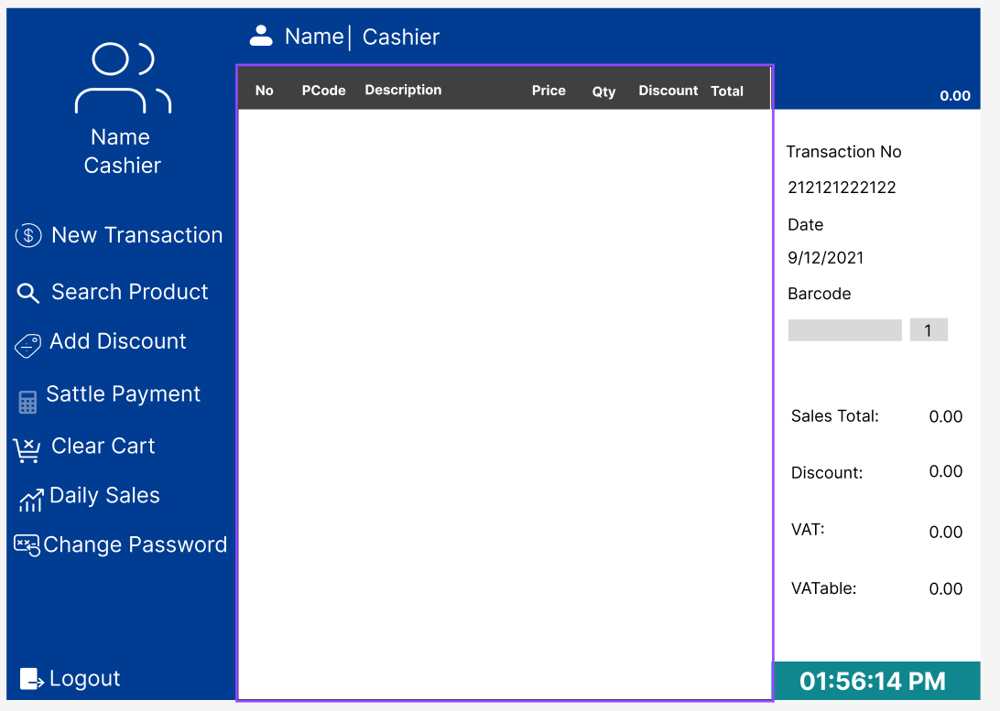 Name| Cashier
Name
Cashier
New Transaction
Search Product
Add Discount
Sattle Payment
Clear Cart
Daily Sales
Change Password
Logout
No PCode Description Price Qty Discount Total
0.00
Transaction No
212121222122
Date
9/12/2021
Barcode
1
Sales Total: 0.00
Discount: 0.00
VAT: 0.00
VATable: 0.00
01:56:14 PM